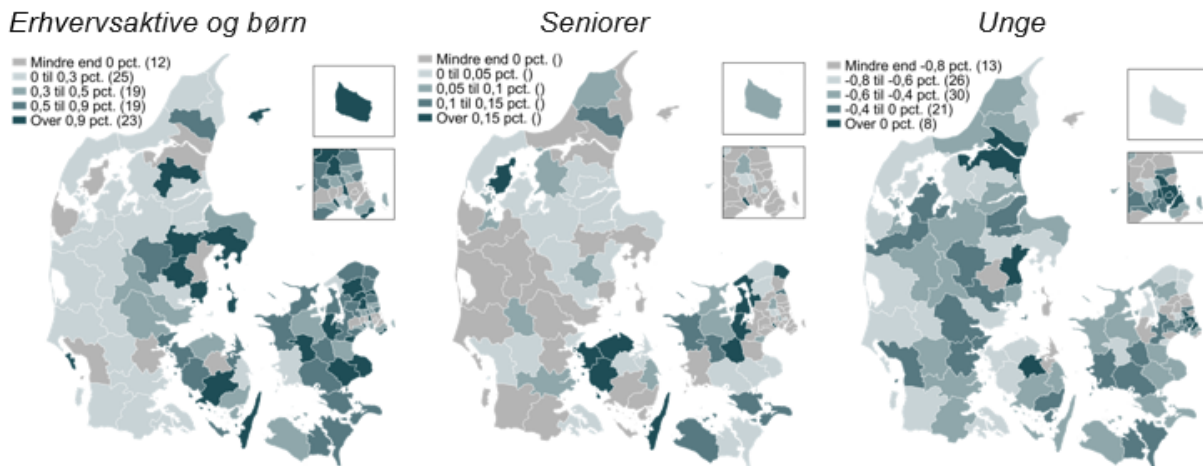 Erhvervsaktive og børn
Mindre end 0 pct. (12)
0 til 0,3 pct. (25)
0,3 til 0,5 pct. (19)
0,5 til 0,9 pct. (19)
Over 0,9 pct. (23)
Seniorer
Mindre end 0 pct. ()
0 til 0,05 pct. ()
0,05 til 0,1 pct. ()
0,1 til 0,15 pct. ()
Over 0,15 pct. ()
Unge
Mindre end -0,8 pct. (13)
-0,8 til -0,6 pct. (26)
-0,6 til -0,4 pct. (30)
-0,4 til 0 pct. (21)
Over 0 pct. (8)